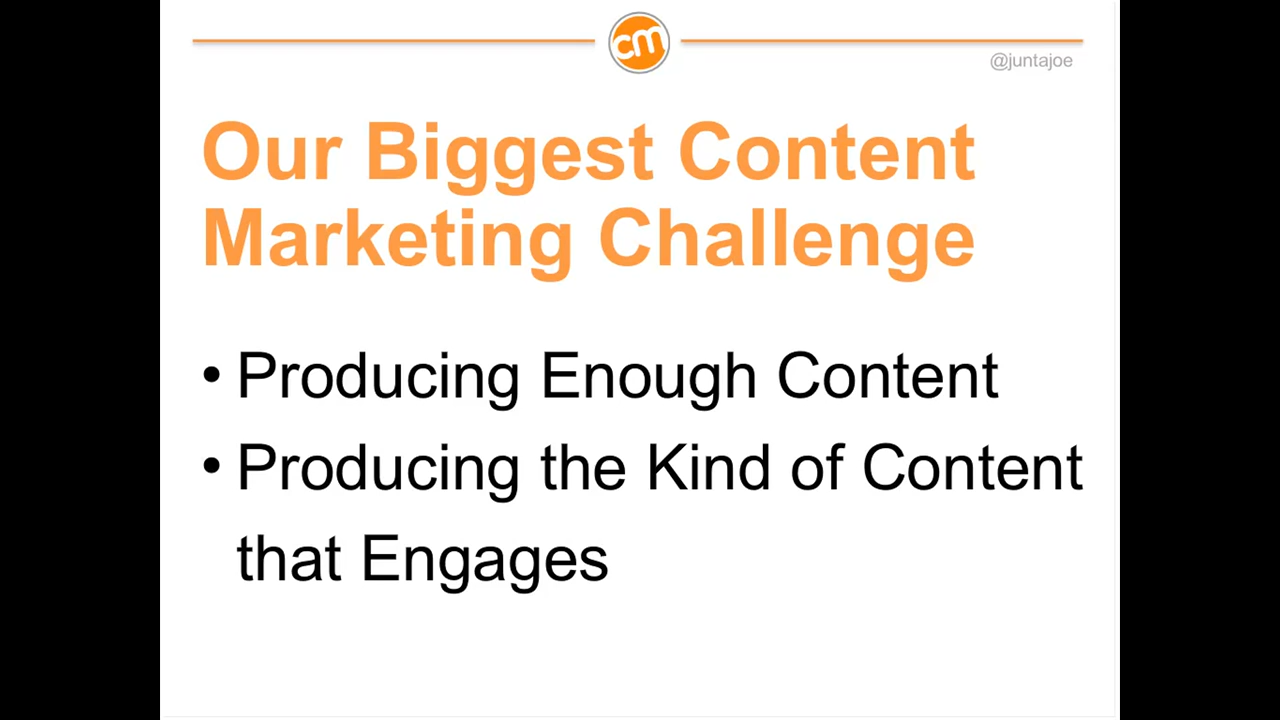 cm
@juntajoe
Our Biggest Content
Marketing Challenge
• Producing Enough Content
• Producing the Kind of Content
that Engages